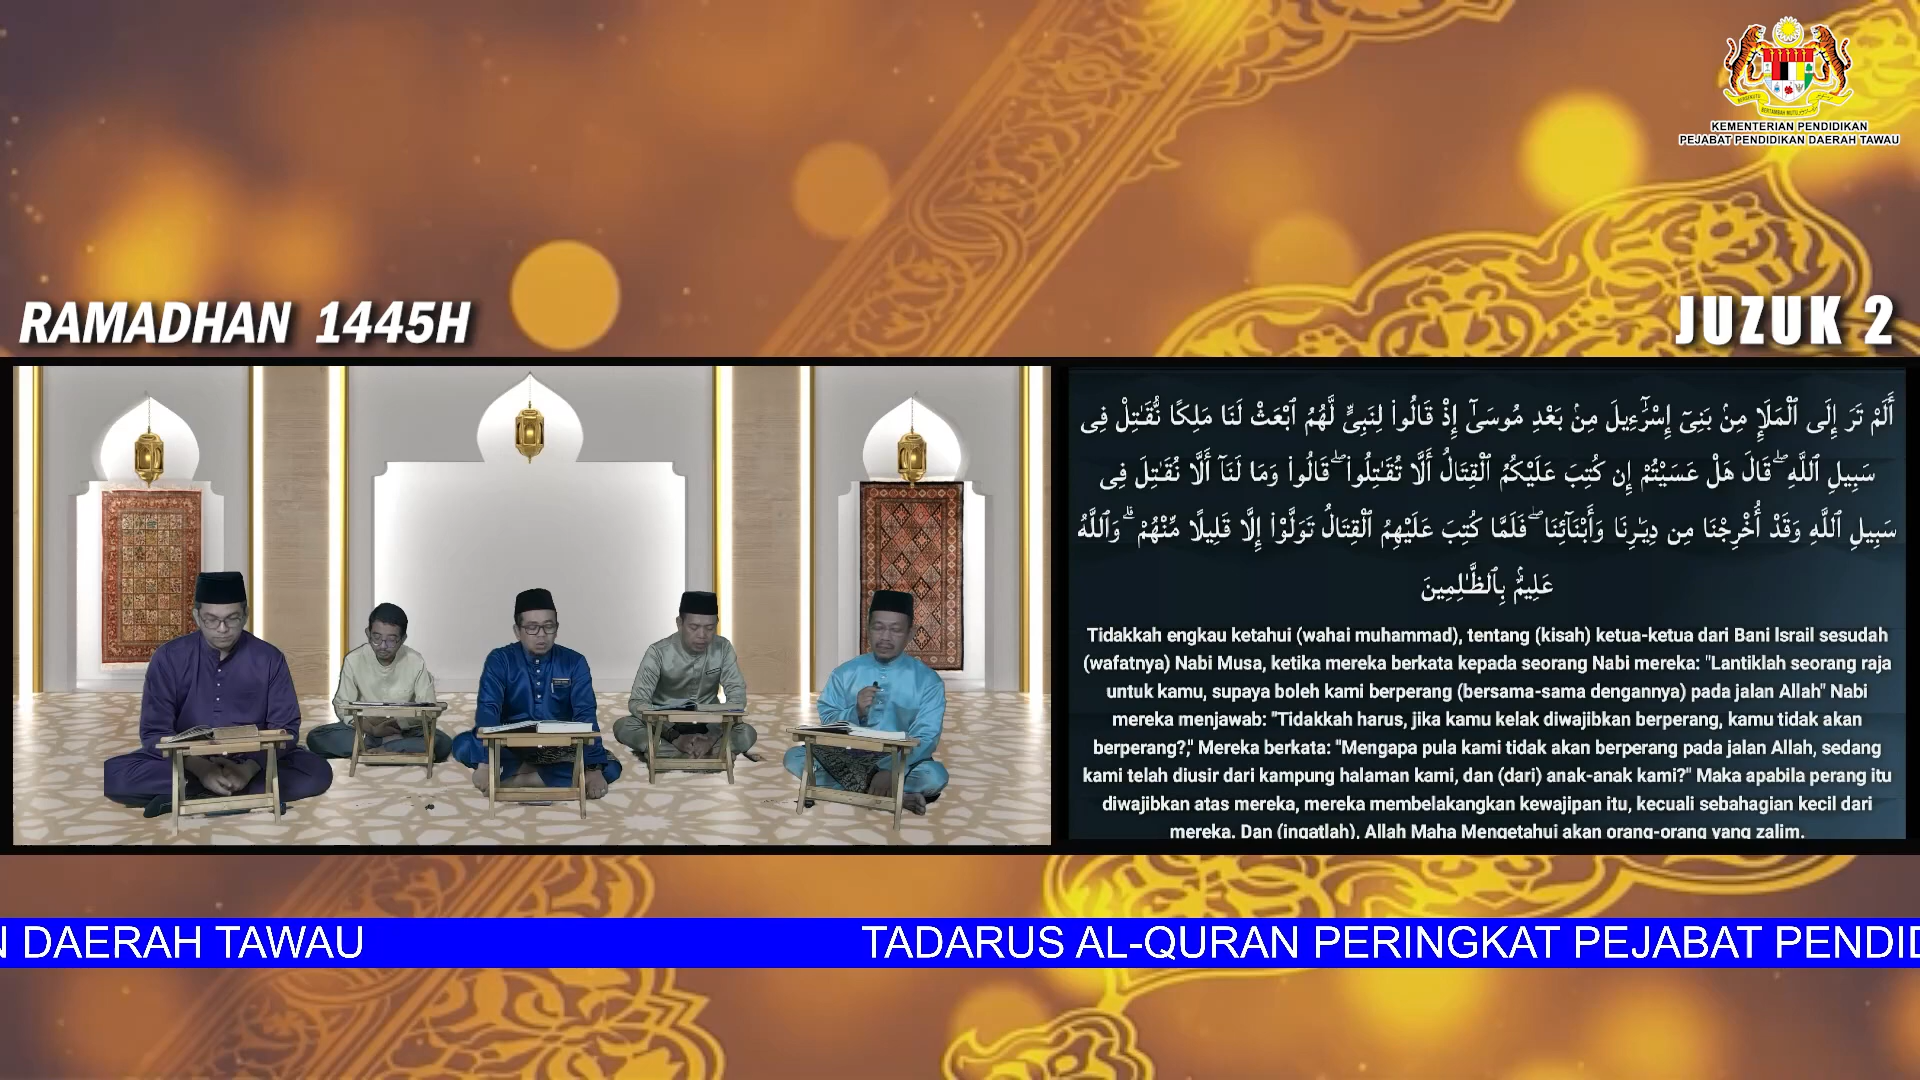 KEMENTERIAN PENDIDIKAN
PEJABAT PENDIDIKAN DAERAH TAWAU
RAMADHAN 1445H
JUZUK 2
أَلَمْ تَرَ إِلَى ٱلْمَلَإِ مِنۢ بَنِىٓ إِسْرَٰٓءِيلَ مِنۢ بَعْدِ مُوسَىٰٓ إِذْ قَالُوا۟ لِنَبِىٍّ لَّهُمُ ٱبْعَثْ لَنَا مَلِكًا نُّقَـٰتِلْ فِى
سَبِيلِ ٱللَّهِ ۖ قَالَ هَلْ عَسَيْتُمْ إِن كُتِبَ عَلَيْكُمُ ٱلْقِتَالُ أَلَّا تُقَـٰتِلُوا۟ ۖ قَالُوا۟ وَمَا لَنَآ أَلَّا نُقَـٰتِلَ فِى
سَبِيلِ ٱللَّهِ وَقَدْ أُخْرِجْنَا مِن دِيَـٰرِنَا وَأَبْنَآئِنَا ۖ فَلَمَّا كُتِبَ عَلَيْهِمُ ٱلْقِتَالُ تَوَلَّوْا۟ إِلَّا قَلِيلًا مِّنْهُمْ ۗ وَٱللَّهُ
عَلِيمٌۢ بِٱلظَّـٰلِمِينَ
Tidakkah engkau ketahui (wahai muhammad), tentang (kisah) ketua-ketua dari Bani lsrail sesudah
(wafatnya) Nabi Musa, ketika mereka berkata kepada seorang Nabi mereka: "Lantiklah seorang raja
untuk kamu, supaya boleh kami berperang (bersama-sama dengannya) pada jalan Allah" Nabi
mereka menjawab: "Tidakkah harus, jika kamu kelak diwajibkan berperang, kamu tidak akan
berperang?," Mereka berkata: "Mengapa pula kami tidak akan berperang pada jalan Allah, sedang
kami telah diusir dari kampung halaman kami, dan (dari) anak-anak kami?" Maka apabila perang itu
diwajibkan atas mereka, mereka membelakangkan kewajipan itu, kecuali sebahagian kecil dari
mereka. Dan (ingatlah), Allah Maha Mengetahui akan orang-orang yang zalim.
N DAERAH TAWAU
TADARUS AL-QURAN PERINGKAT PEJABAT PENDID